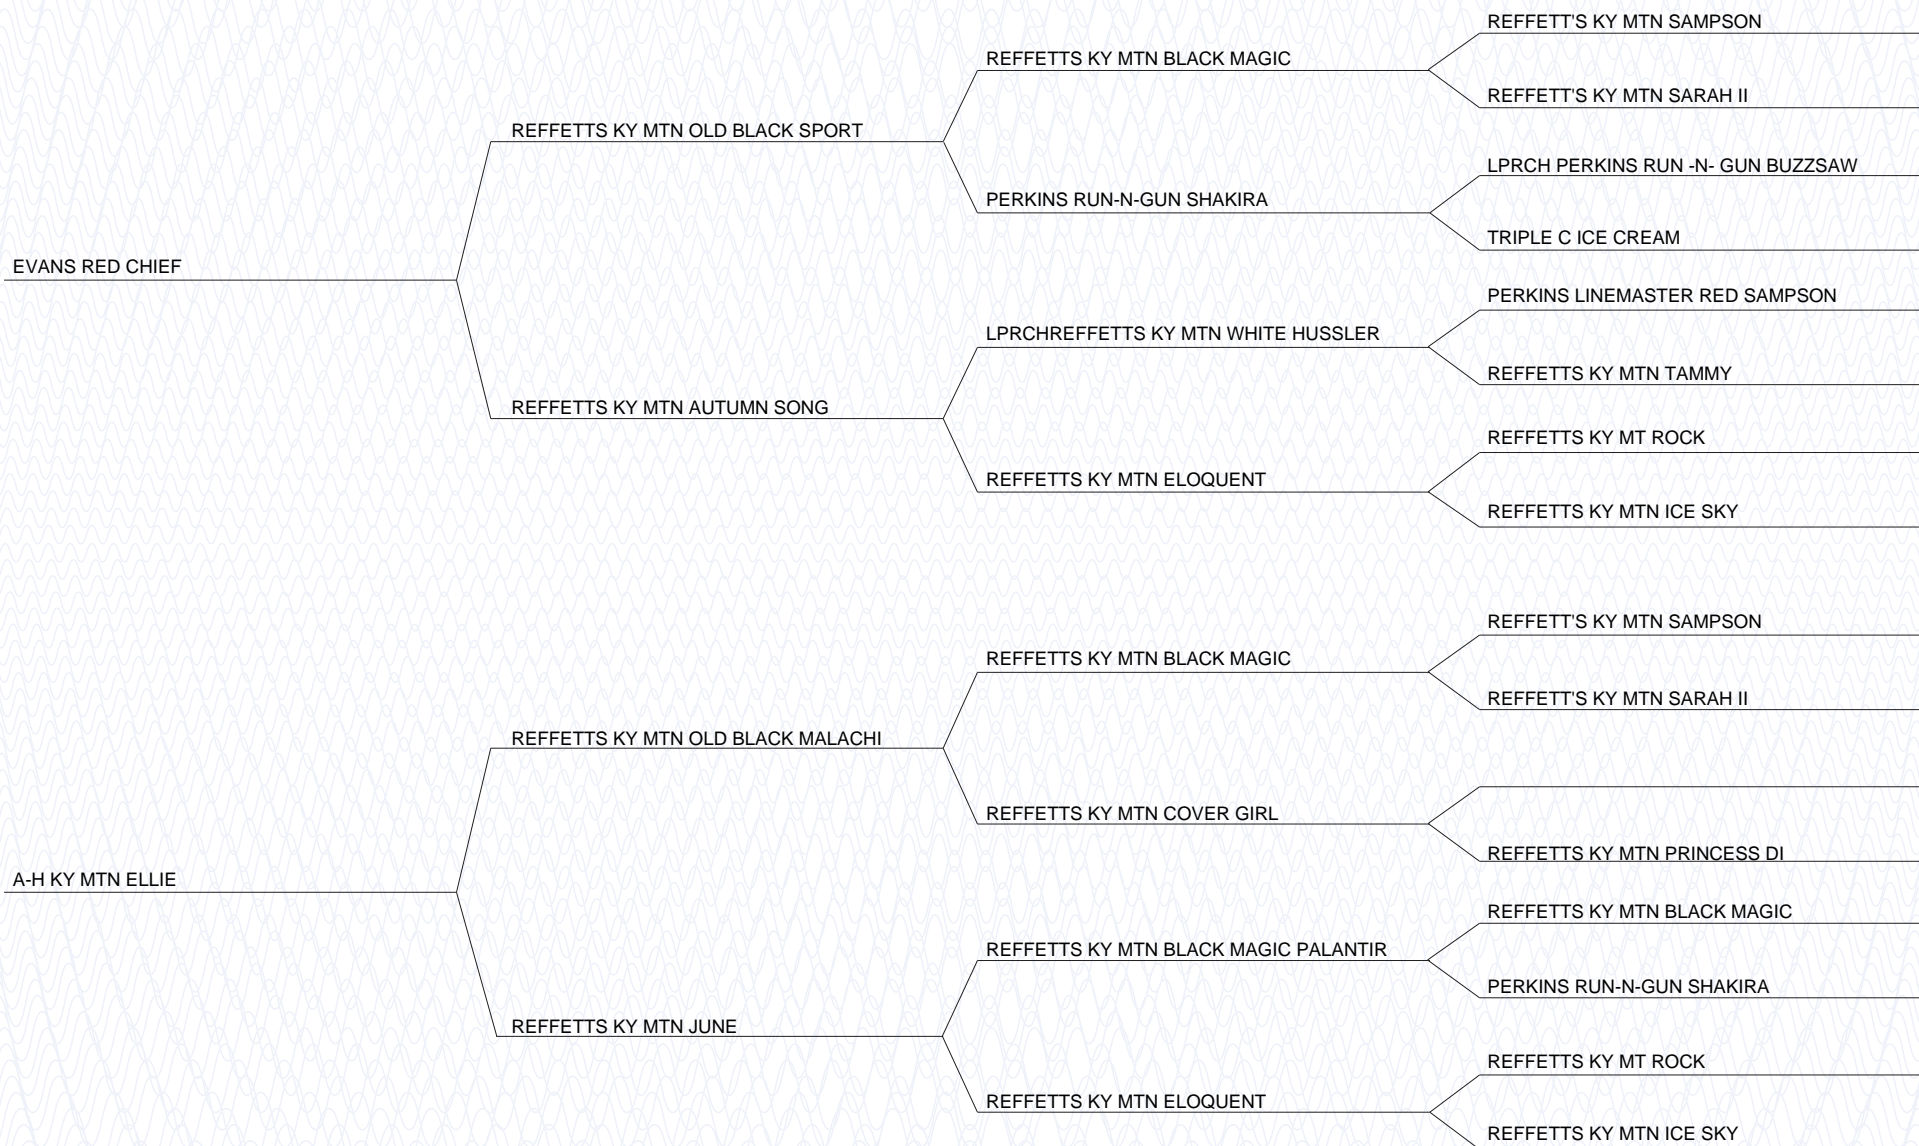 REFFETT'S KY MTN SAMPSON
REFFETTS KY MTN BLACK MAGIC
REFFETT'S KY MTN SARAH II
REFFETTS KY MTN OLD BLACK SPORT
LPRCH PERKINS RUN -N- GUN BUZZSAW
PERKINS RUN-N-GUN SHAKIRA
TRIPLE C ICE CREAM
EVANS RED CHIEF
PERKINS LINEMASTER RED SAMPSON
LPRCHREFFETTS KY MTN WHITE HUSSLER
REFFETTS KY MTN TAMMY
REFFETTS KY MTN AUTUMN SONG
REFFETTS KY MT ROCK
REFFETTS KY MTN ELOQUENT
REFFETTS KY MTN ICE SKY
REFFETT'S KY MTN SAMPSON
REFFETTS KY MTN BLACK MAGIC
REFFETT'S KY MTN SARAH II
REFFETTS KY MTN OLD BLACK MALACHI
REFFETTS KY MTN COVER GIRL
REFFETTS KY MTN PRINCESS DI
A-H KY MTN ELLIE
REFFETTS KY MTN BLACK MAGIC
REFFETTS KY MTN BLACK MAGIC PALANTIR
PERKINS RUN-N-GUN SHAKIRA
REFFETTS KY MTN JUNE
REFFETTS KY MT ROCK
REFFETTS KY MTN ELOQUENT
REFFETTS KY MTN ICE SKY